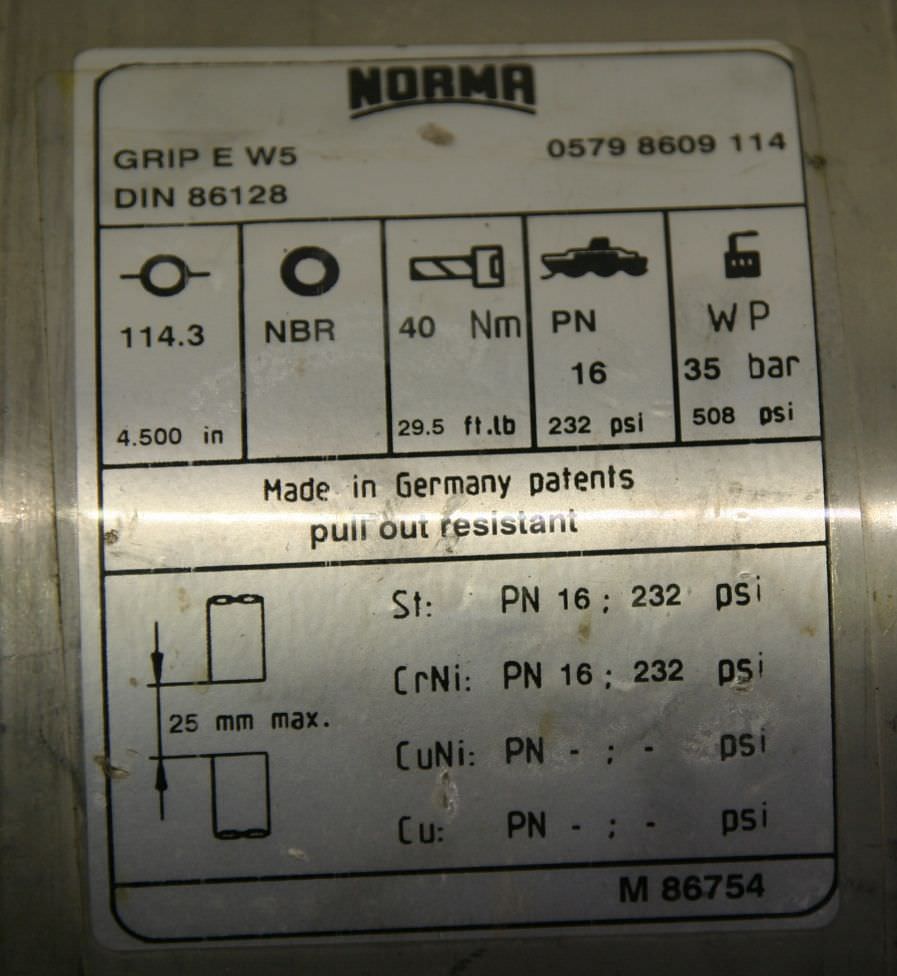 NORMA
GRIP E W5 0579 8609 114
DIN 86128
114.3 NBR 40 Nm PN WP
16 35 bar
4.500 in 29.5 ft.lb 232 psi 508 psi
Made in Germany patents
pull out resistant
St: PN 16 ; 232 psi
CrNi: PN 16 ; 232 psi
25 mm max.
CuNi: PN - ; - psi
Cu: PN - ; - psi
M 86754